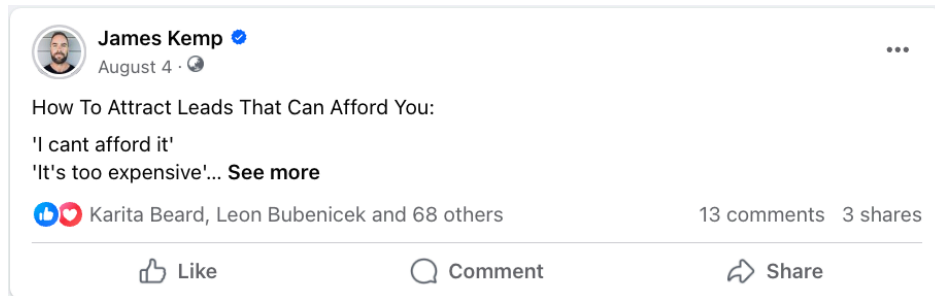 James Kemp
August 4 ·
How To Attract Leads That Can Afford You:
'I cant afford it'
'It's too expensive'... See more
Karita Beard, Leon Bubenicek and 68 others
13 comments 3 shares
Like Comment Share